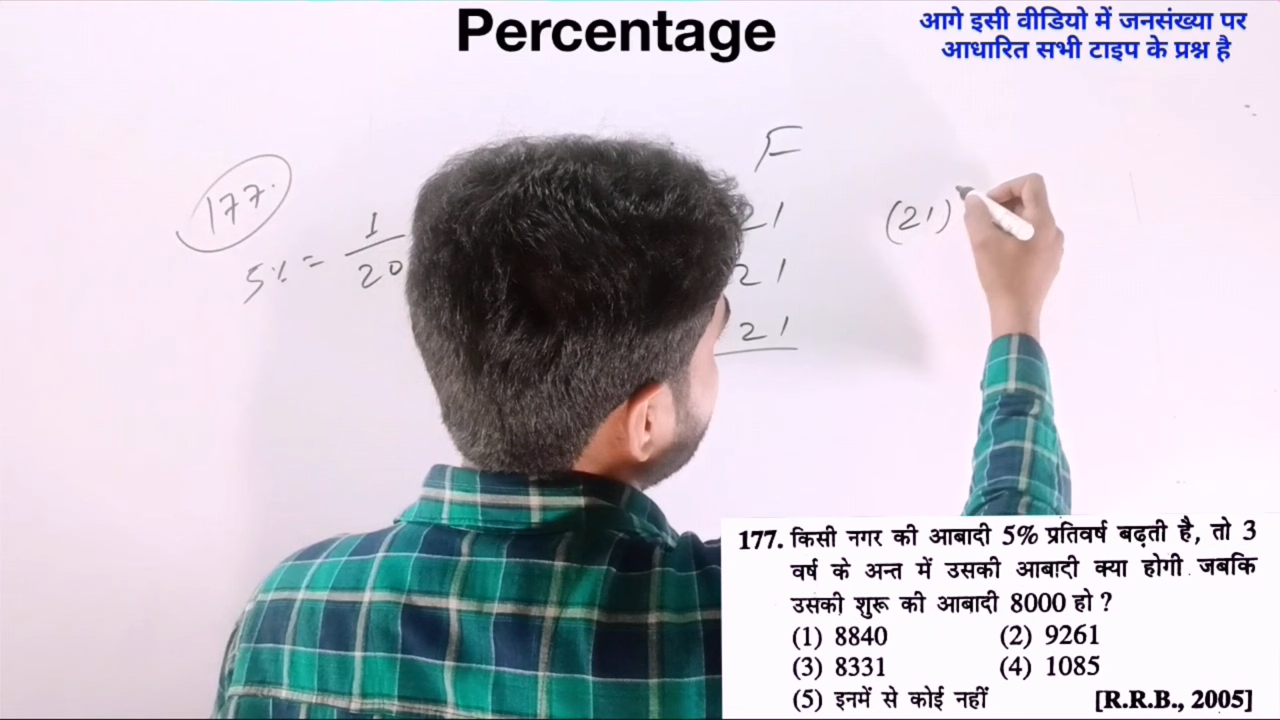 Percentage
आगे इसी वीडियो में जनसंख्या पर
आधारित सभी टाइप के प्रश्न है
177.
5% = 1/20
F
21
21
21
(21)
177. किसी नगर की आबादी 5% प्रतिवर्ष बढ़ती है, तो 3
वर्ष के अन्त में उसकी आबादी क्या होगी जबकि
उसकी शुरू की आबादी 8000 हो ?
(1) 8840 (2) 9261
(3) 8331 (4) 1085
(5) इनमें से कोई नहीं [R.R.B., 2005]